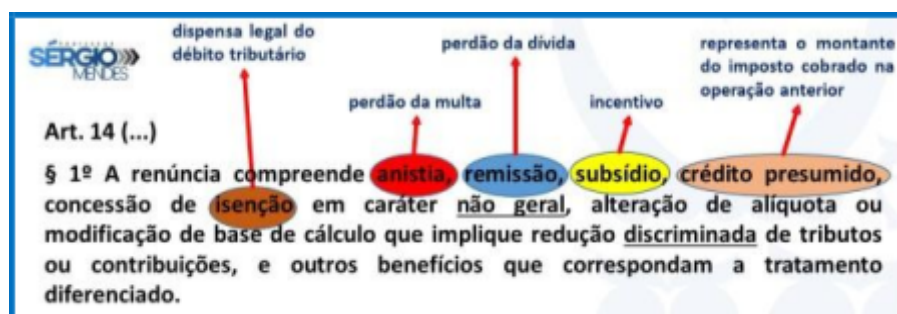 dispensa legal do
débito tributário
perdão da dívida
representa o montante
do imposto cobrado na
operação anterior
SÉRGIO
MENDES
perdão da multa
incentivo
Art. 14 (...)
§ 1º A renúncia compreende anistia, remissão, subsídio, crédito presumido,
concessão de isenção em caráter não geral, alteração de alíquota ou
modificação de base de cálculo que implique redução discriminada de tributos
ou contribuições, e outros benefícios que correspondam a tratamento
diferenciado.